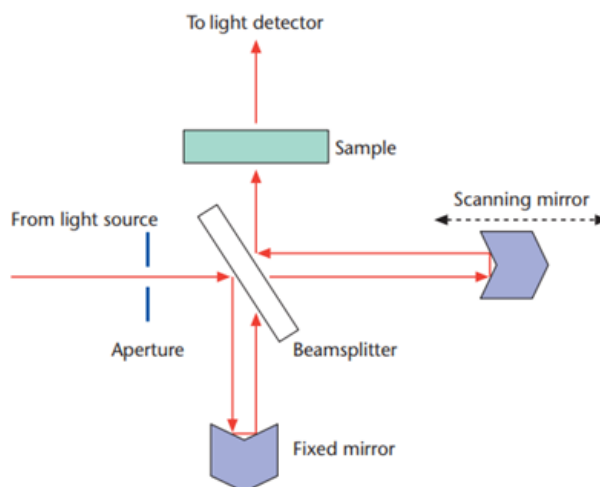 To light detector
Sample
Scanning mirror
From light source
Aperture
Beamsplitter
Fixed mirror